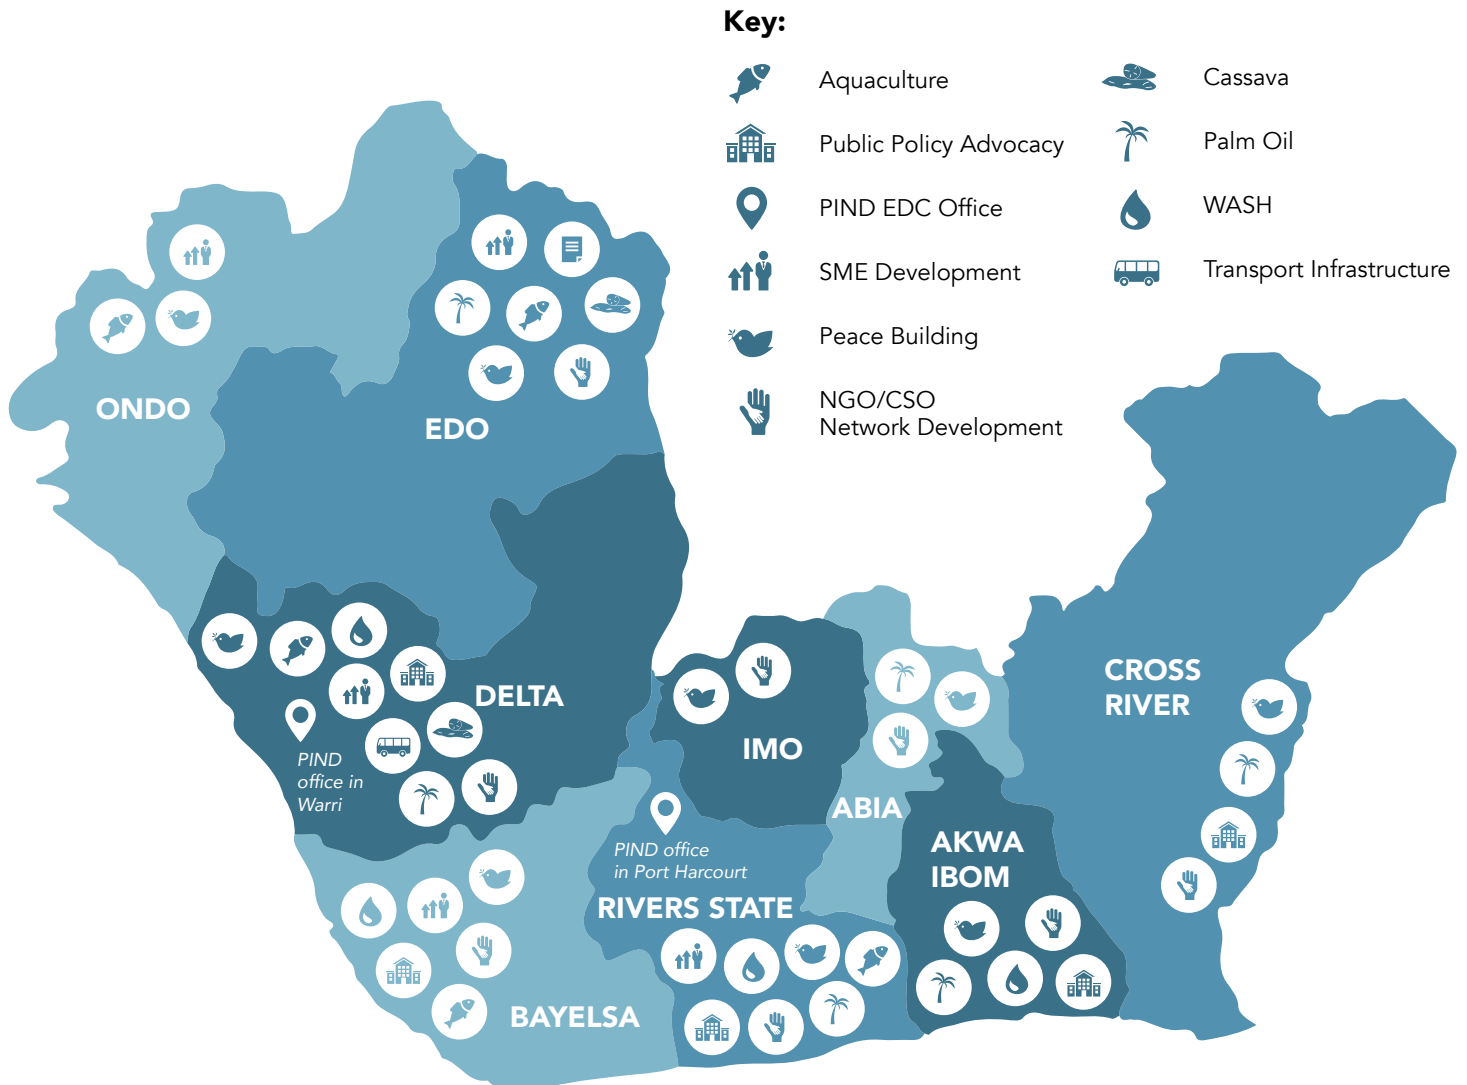 Key:
Aquaculture
Public Policy Advocacy
PIND EDC Office
SME Development
Peace Building
NGO/CSO
Network Development
Cassava
Palm Oil
WASH
Transport Infrastructure
ONDO
EDO
DELTA
PIND
office in
Warri
IMO
ABIA
CROSS
RIVER
PIND office
in Port Harcourt
RIVERS STATE
AKWA
IBOM
BAYELSA